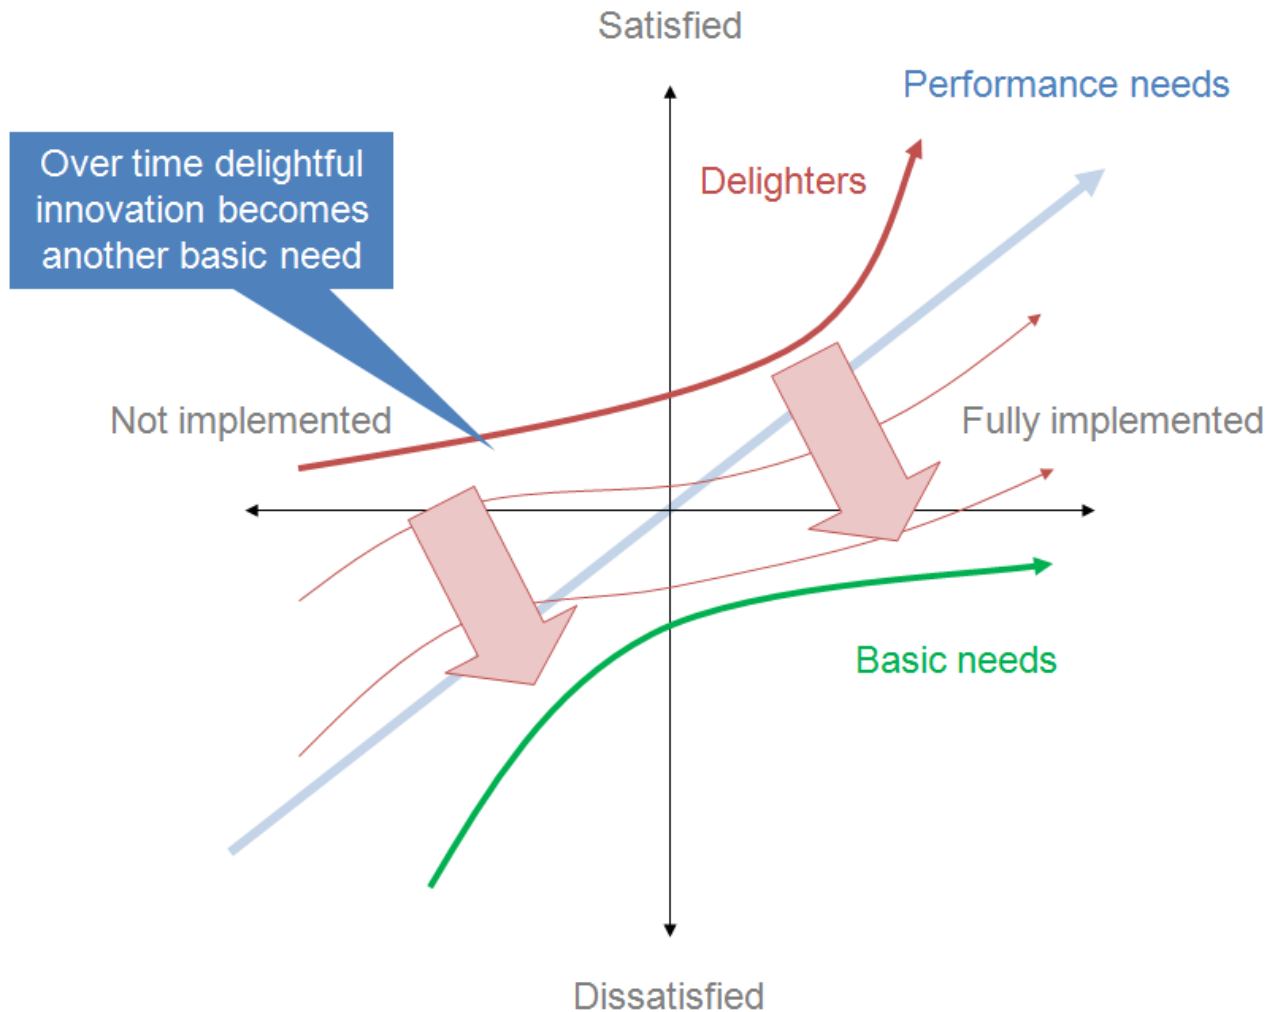 Satisfied
Performance needs
Over time delightful
innovation becomes
another basic need
Delighters
Not implemented
Fully implemented
Basic needs
Dissatisfied